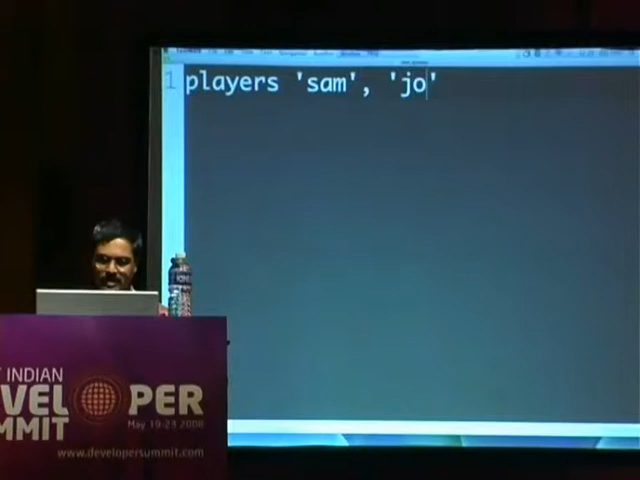 1 players 'sam', 'jo'
INDIAN
VEL PER
MMIT
May 19-23 2008
www.developersummit.com